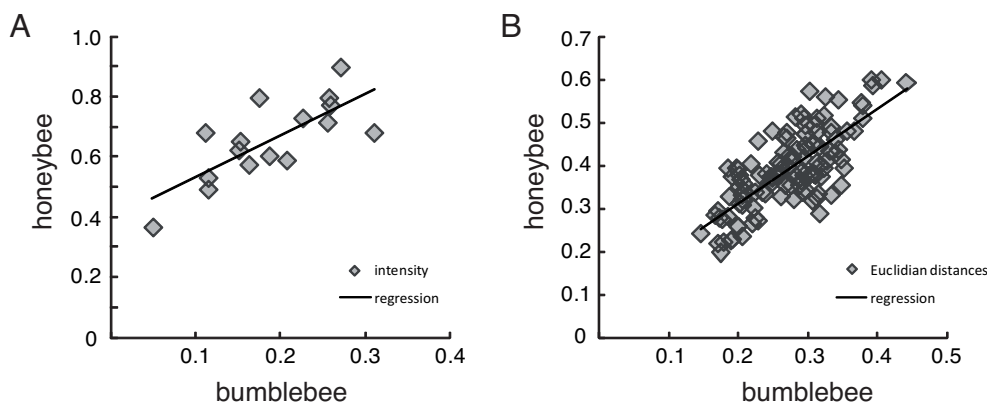 A
1.0
0.8
0.6
0.4
0.2
0
honeybee
0.1 0.2 0.3 0.4
bumblebee
intensity
regression
B
0.7
0.6
0.5
0.4
0.3
0.2
0.1
0
honeybee
0.1 0.2 0.3 0.4 0.5
bumblebee
Euclidian distances
regression